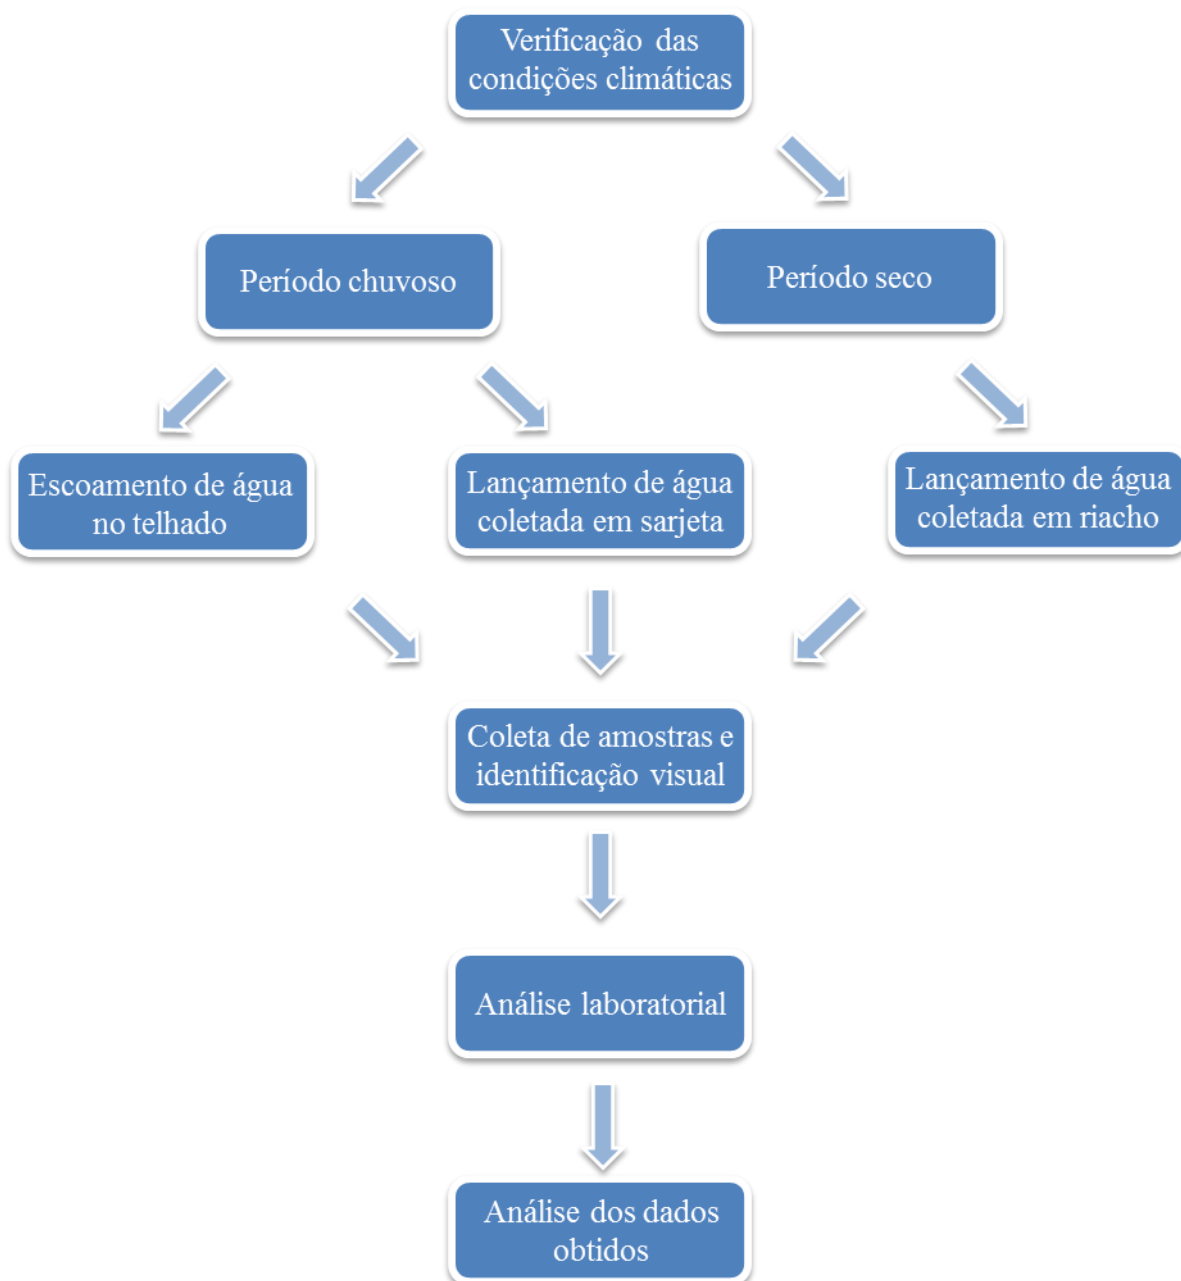 Verificação das
condições climáticas
Período chuvoso
Período seco
Escoamento de água
no telhado
Lançamento de água
coletada em sarjeta
Lançamento de água
coletada em riacho
Coleta de amostras e
identificação visual
Análise laboratorial
Análise dos dados
obtidos